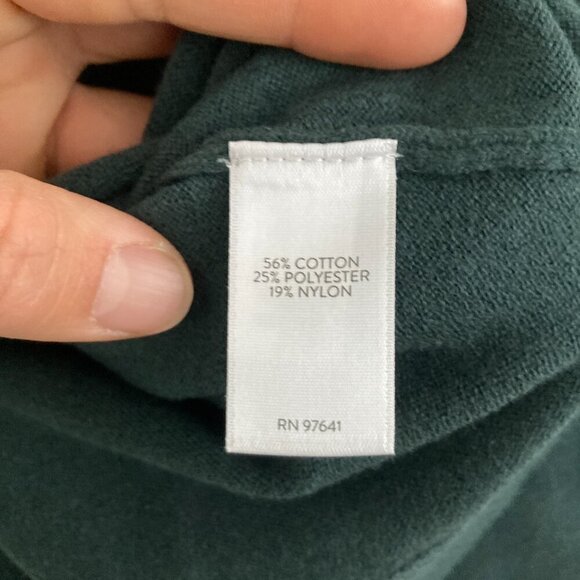 56% COTTON
25% POLYESTER
19% NYLON
RN 97641